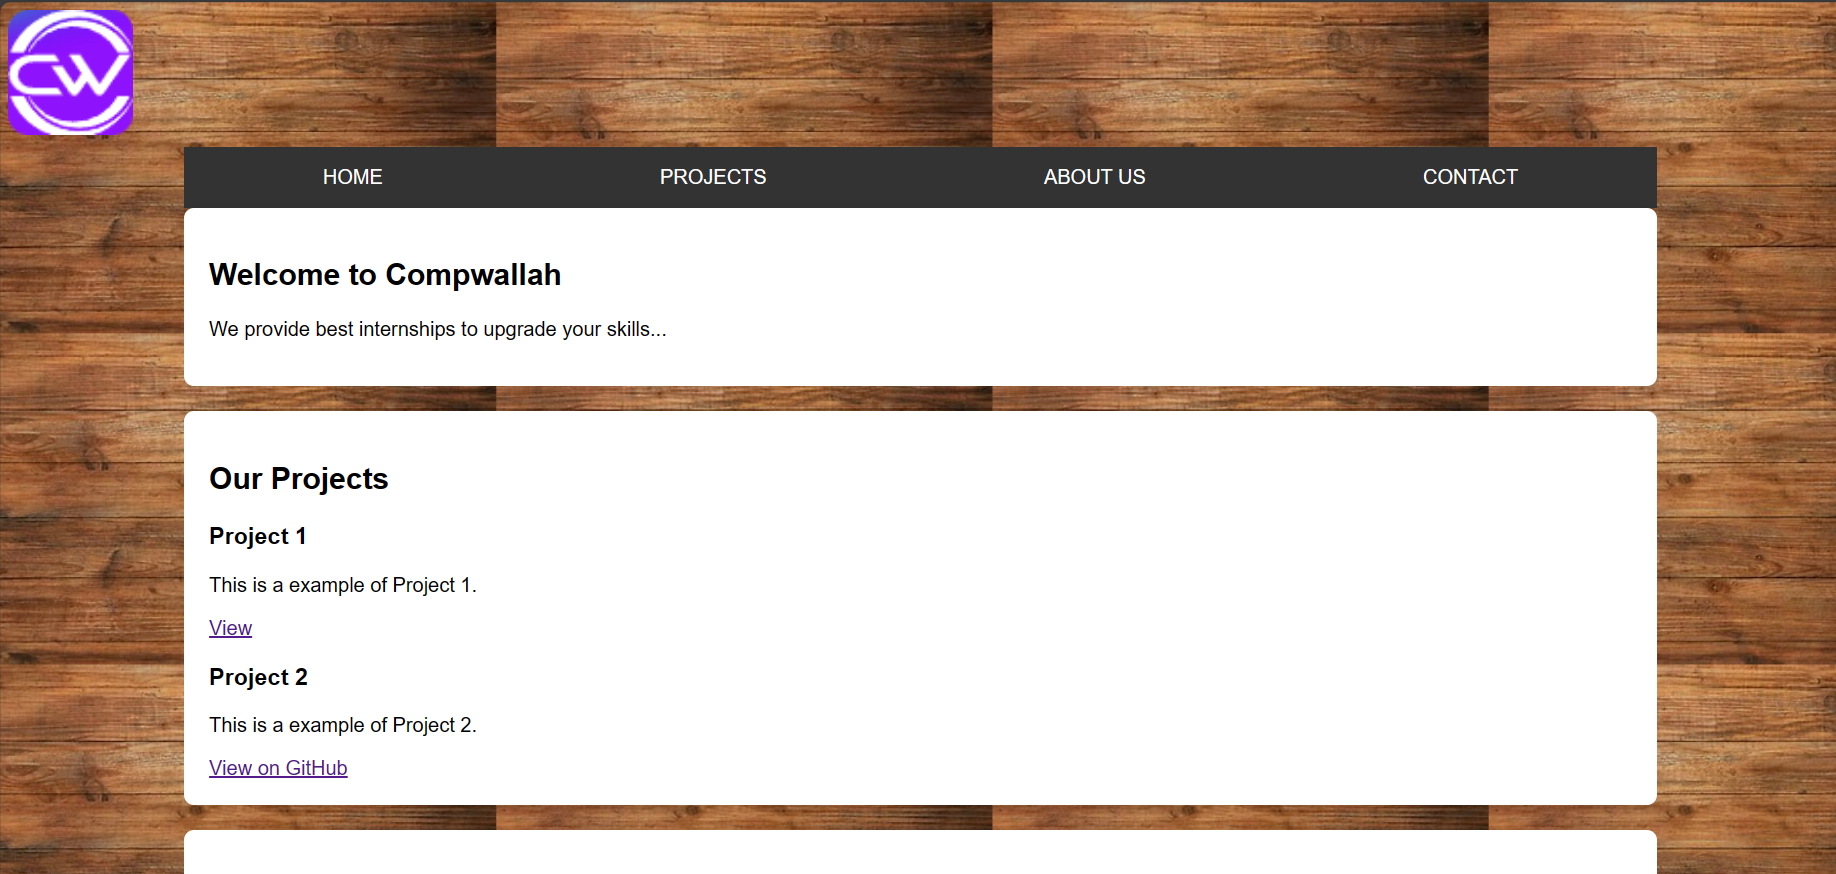 CW
HOME PROJECTS ABOUT US CONTACT
Welcome to Compwallah
We provide best internships to upgrade your skills...
Our Projects
Project 1
This is a example of Project 1.
View
Project 2
This is a example of Project 2.
View on GitHub